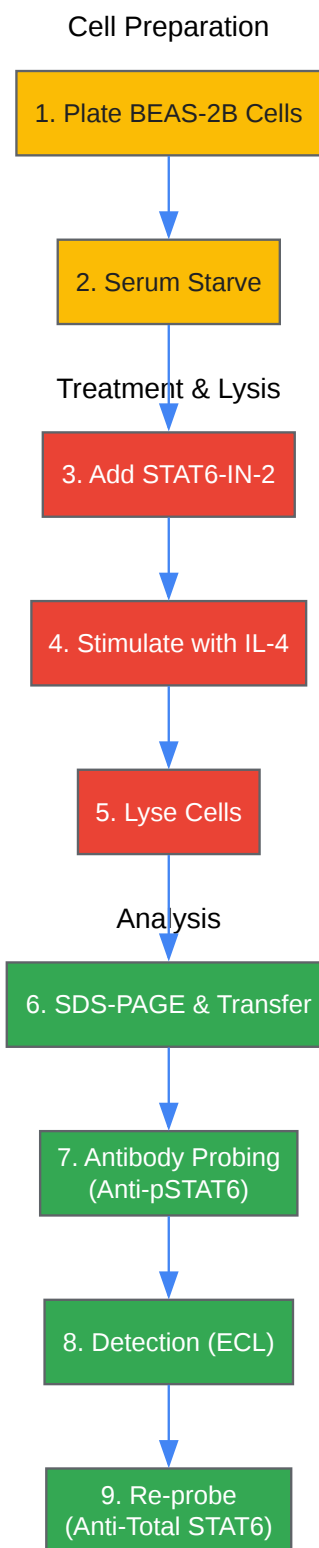 Cell Preparation
1. Plate BEAS-2B Cells
2. Serum Starve
Treatment & Lysis
3. Add STAT6-IN-2
4. Stimulate with IL-4
5. Lyse Cells
Analysis
6. SDS-PAGE & Transfer
7. Antibody Probing
(Anti-pSTAT6)
8. Detection (ECL)
9. Re-probe
(Anti-Total STAT6)